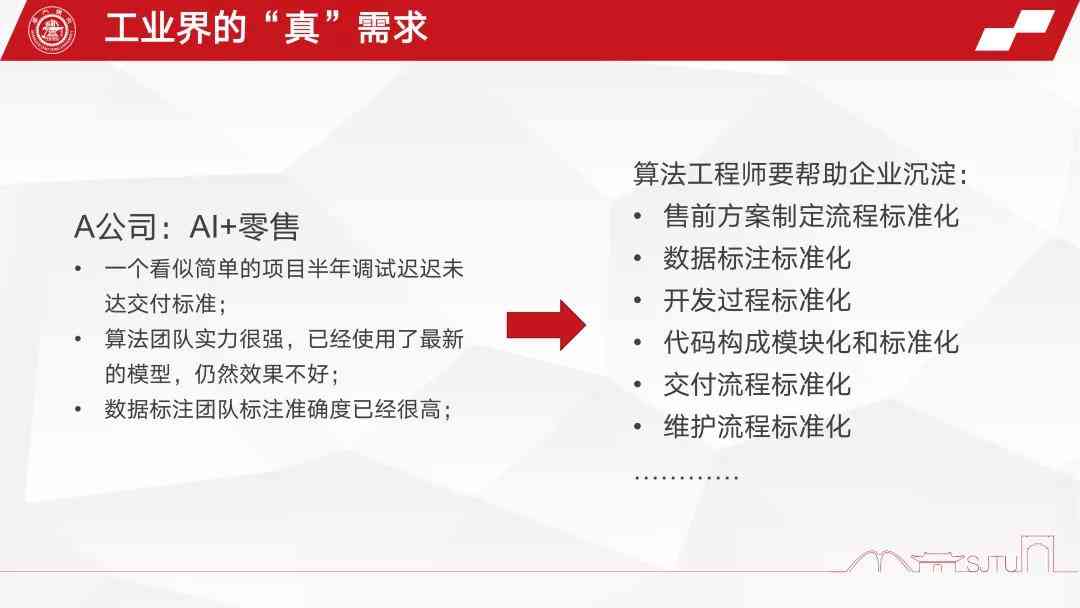 工业界的“真”需求
A公司：AI+零售
• 一个看似简单的项目半年调试迟迟未
达交付标准；
• 算法团队实力很强，已经使用了最新
的模型，仍然效果不好；
• 数据标注团队标注准确度已经很高；
算法工程师要帮助企业沉淀：
• 售前方案制定流程标准化
• 数据标注标准化
• 开发过程标准化
• 代码构成模块化和标准化
• 交付流程标准化
• 维护流程标准化
…………
SJTU